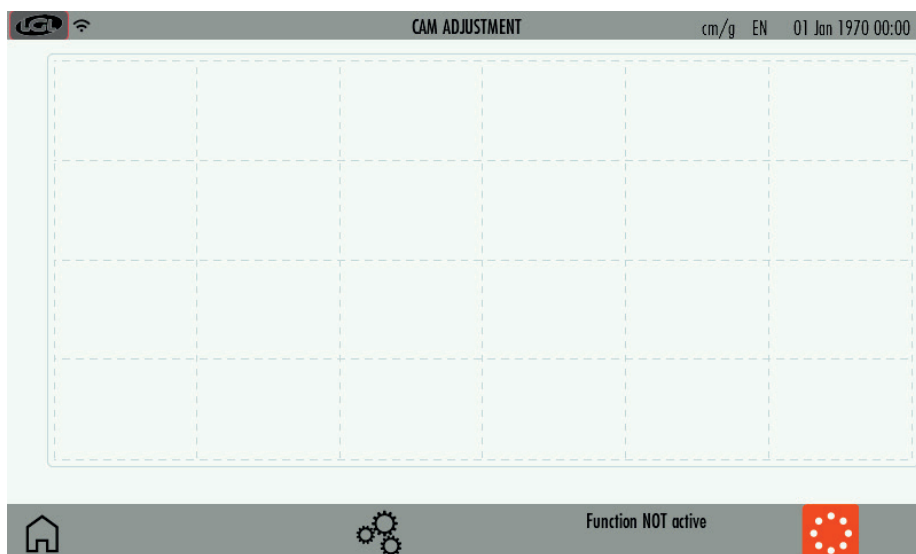 LGL CAM ADJUSTMENT cm/g EN 01 Jan 1970 00:00
Function NOT active